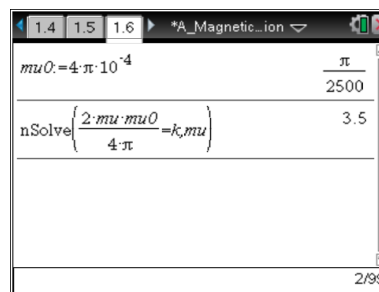 1.4 1.5 1.6 *A_Magnetic...ion
mu0:=4·π·10⁻⁴
π
2500
nSolve(2·mu·mu0
4·π
=k,mu)
3.5
2/99